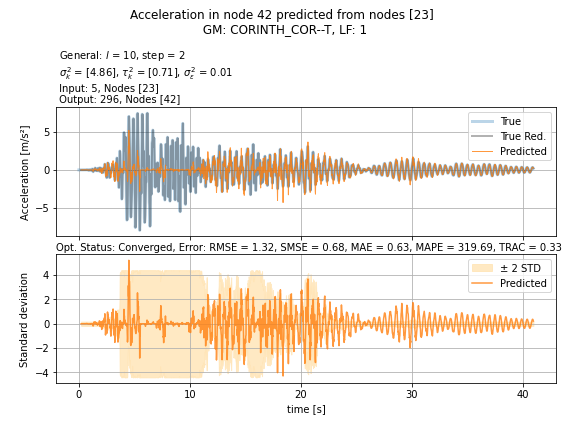 Acceleration in node 42 predicted from nodes [23]
GM: CORINTH_COR--T, LF: 1
General: l = 10, step = 2
σ²ₖ = [4.86], τ²ₖ = [0.71], σ²ε = 0.01
Input: 5, Nodes [23]
Output: 296, Nodes [42]
Acceleration [m/s²]
5
0
−5
True
True Red.
Predicted
Opt. Status: Converged, Error: RMSE = 1.32, SMSE = 0.68, MAE = 0.63, MAPE = 319.69, TRAC = 0.33
Standard deviation
4
2
0
−2
−4
± 2 STD
Predicted
0 10 20 30 40
time [s]